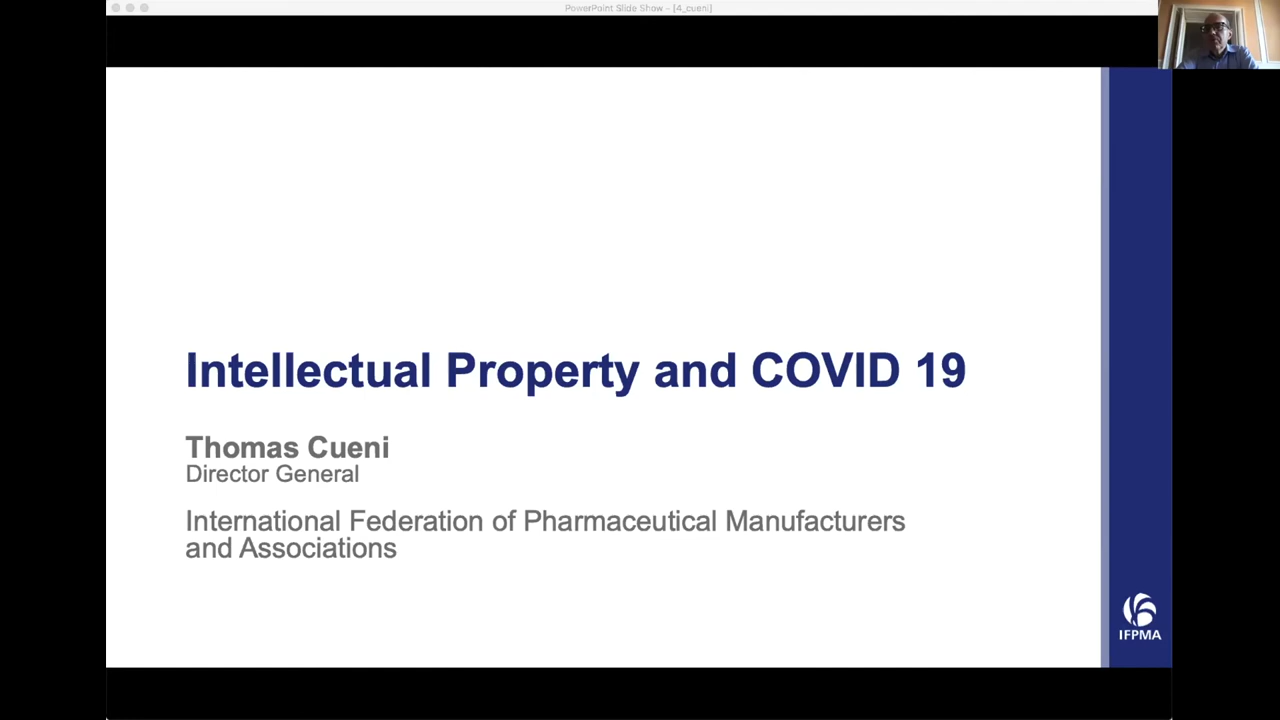 PowerPoint Slide Show - [4_cueni]
Intellectual Property and COVID 19
Thomas Cueni
Director General
International Federation of Pharmaceutical Manufacturers
and Associations
IFPMA